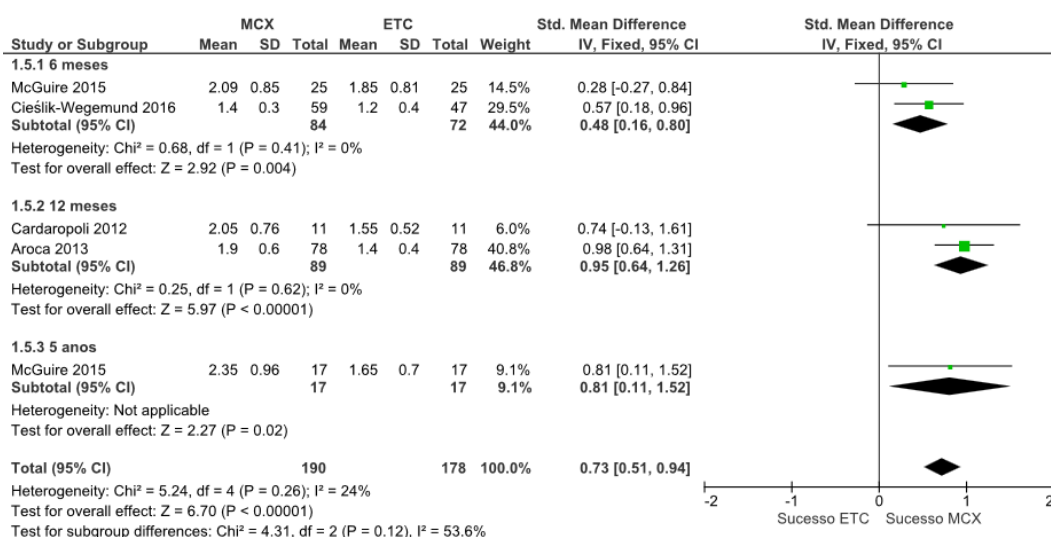 MCX ETC Std. Mean Difference Std. Mean Difference
Study or Subgroup Mean SD Total Mean SD Total Weight IV, Fixed, 95% CI IV, Fixed, 95% CI
1.5.1 6 meses
McGuire 2015 2.09 0.85 25 1.85 0.81 25 14.5% 0.28 [-0.27, 0.84]
Cieślik-Wegemund 2016 1.4 0.3 59 1.2 0.4 47 29.5% 0.57 [0.18, 0.96]
Subtotal (95% CI) 84 72 44.0% 0.48 [0.16, 0.80]
Heterogeneity: Chi² = 0.68, df = 1 (P = 0.41); I² = 0%
Test for overall effect: Z = 2.92 (P = 0.004)
1.5.2 12 meses
Cardaropoli 2012 2.05 0.76 11 1.55 0.52 11 6.0% 0.74 [-0.13, 1.61]
Aroca 2013 1.9 0.6 78 1.4 0.4 78 40.8% 0.98 [0.64, 1.31]
Subtotal (95% CI) 89 89 46.8% 0.95 [0.64, 1.26]
Heterogeneity: Chi² = 0.25, df = 1 (P = 0.62); I² = 0%
Test for overall effect: Z = 5.97 (P < 0.00001)
1.5.3 5 anos
McGuire 2015 2.35 0.96 17 1.65 0.7 17 9.1% 0.81 [0.11, 1.52]
Subtotal (95% CI) 17 17 9.1% 0.81 [0.11, 1.52]
Heterogeneity: Not applicable
Test for overall effect: Z = 2.27 (P = 0.02)
Total (95% CI) 190 178 100.0% 0.73 [0.51, 0.94]
Heterogeneity: Chi² = 5.24, df = 4 (P = 0.26); I² = 24%
Test for overall effect: Z = 6.70 (P < 0.00001)
Test for subgroup differences: Chi² = 4.31, df = 2 (P = 0.12), I² = 53.6%
-2 -1 0 1 2
Sucesso ETC Sucesso MCX